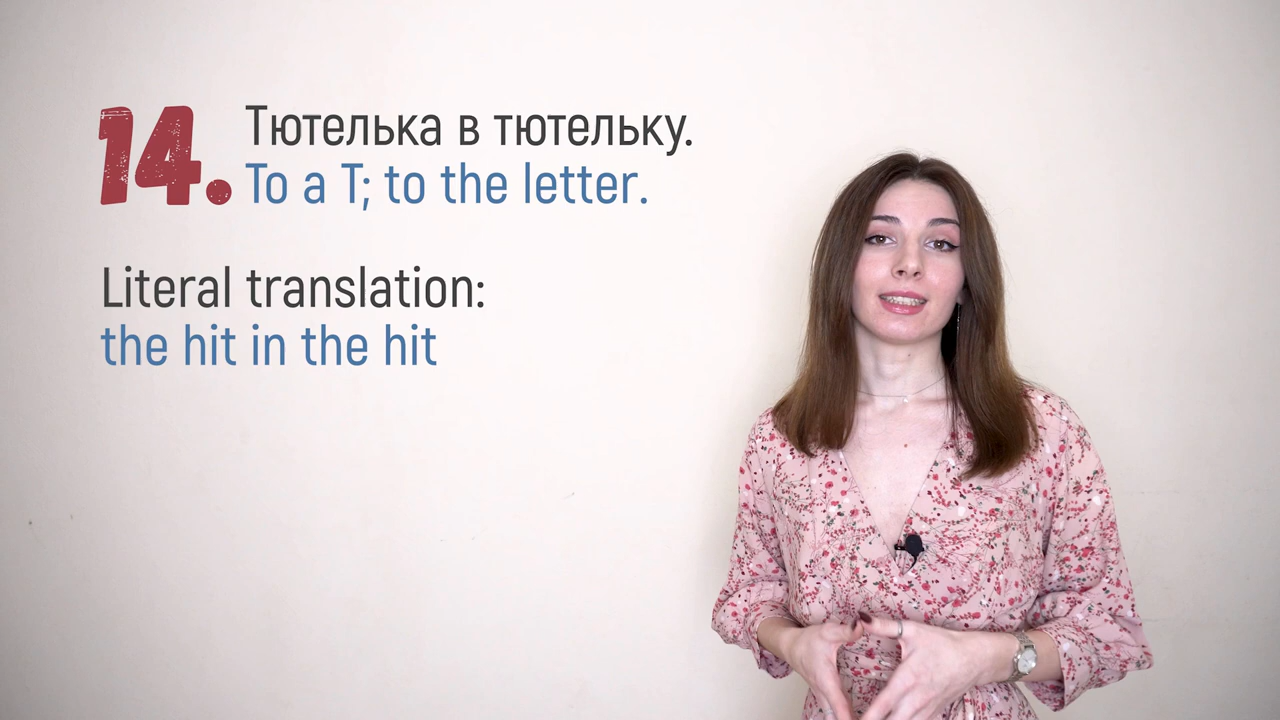 14. Тютелька в тютельку.
To a T; to the letter.
Literal translation:
the hit in the hit